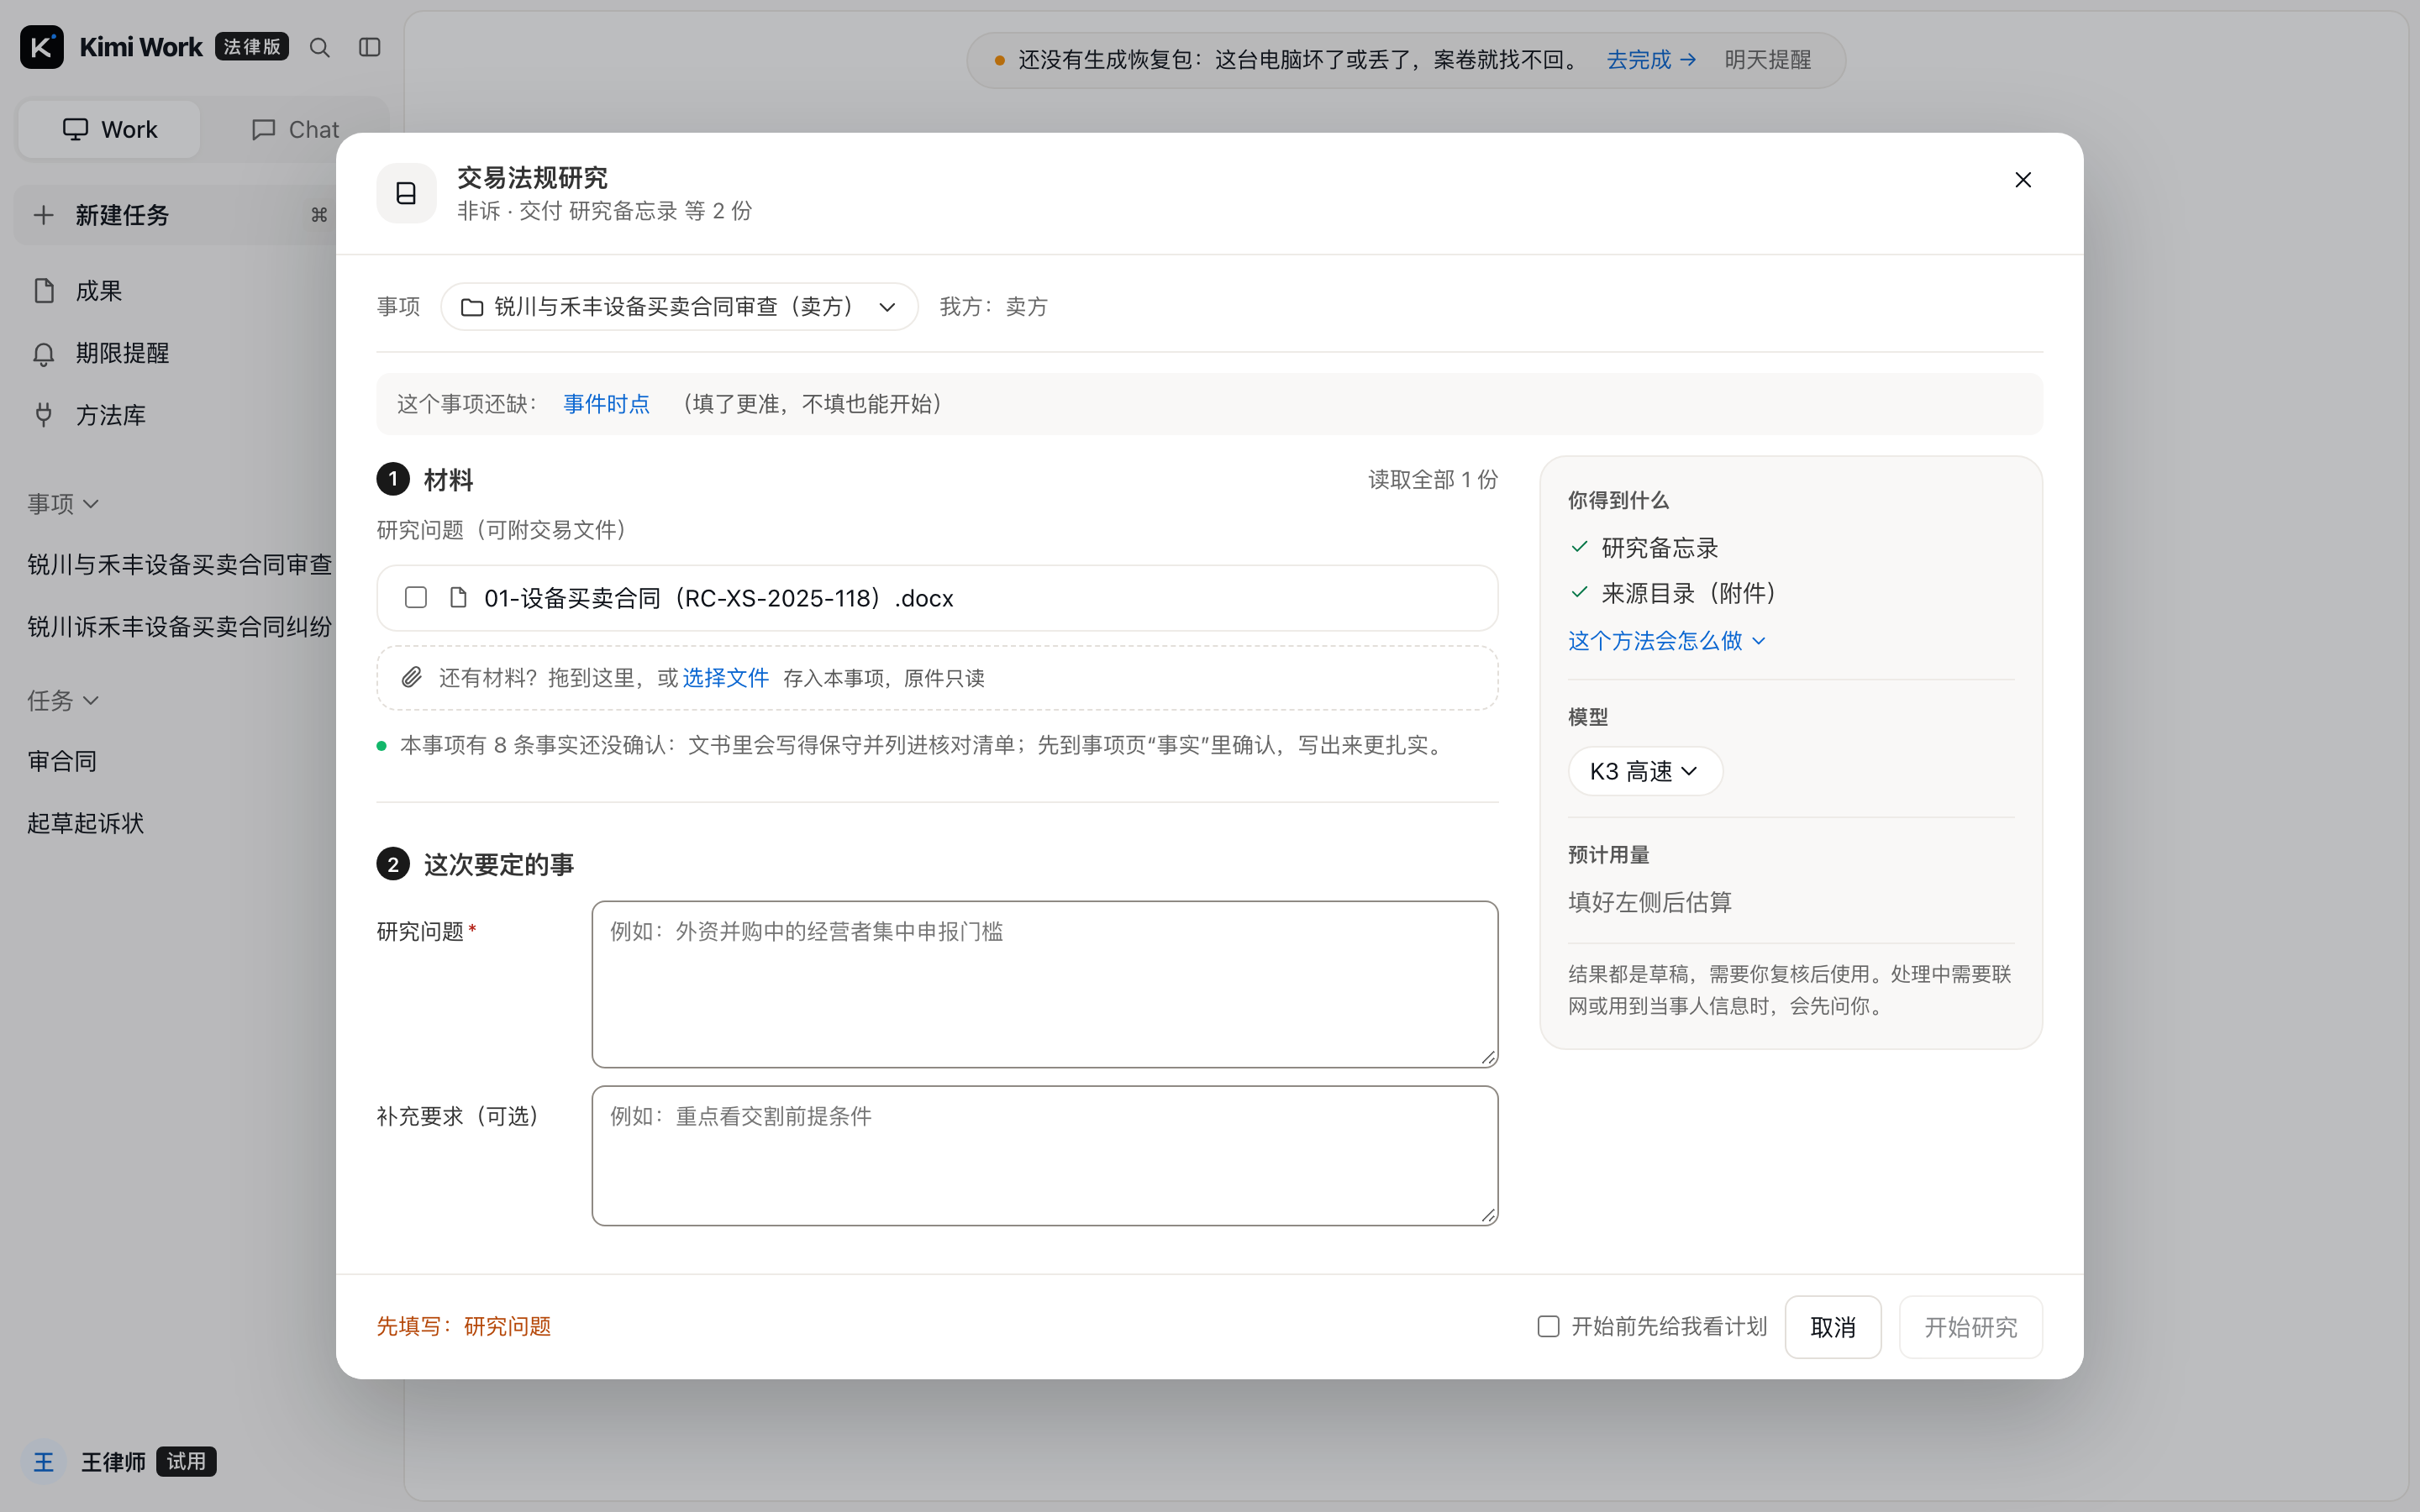 Kimi Work 法律版
还没有生成恢复包：这台电脑坏了或丢了，案卷就找不回。 去完成 → 明天提醒
Work
Chat
新建任务 ⌘
成果
期限提醒
方法库
事项
锐川与禾丰设备买卖合同审查
锐川诉禾丰设备买卖合同纠纷
任务
审合同
起草起诉状
王 王律师 试用
交易法规研究
非诉 · 交付 研究备忘录 等 2 份
事项 锐川与禾丰设备买卖合同审查（卖方） 我方：卖方
这个事项还缺： 事件时点 （填了更准，不填也能开始）
1 材料 读取全部 1 份
研究问题（可附交易文件）
01-设备买卖合同（RC-XS-2025-118）.docx
还有材料？拖到这里，或选择文件 存入本事项，原件只读
本事项有 8 条事实还没确认：文书里会写得保守并列进核对清单；先到事项页“事实”里确认，写出来更扎实。
2 这次要定的事
研究问题 *
例如：外资并购中的经营者集中申报门槛
补充要求（可选）
例如：重点看交割前提条件
你得到什么
研究备忘录
来源目录（附件）
这个方法会怎么做
模型
K3 高速
预计用量
填好左侧后估算
结果都是草稿，需要你复核后使用。处理中需要联
网或用到当事人信息时，会先问你。
先填写：研究问题
开始前先给我看计划 取消 开始研究